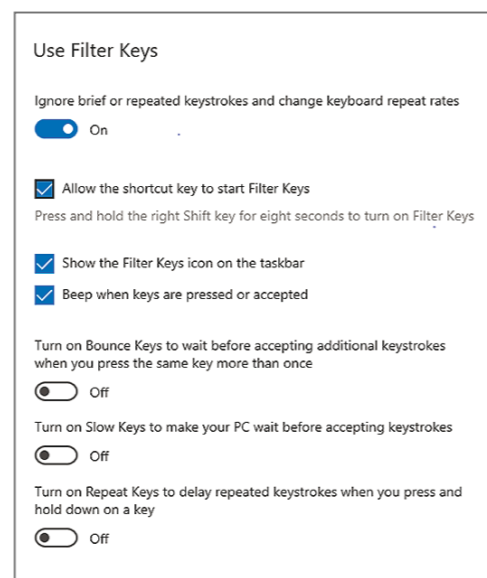 Use Filter Keys
Ignore brief or repeated keystrokes and change keyboard repeat rates
On
Allow the shortcut key to start Filter Keys
Press and hold the right Shift key for eight seconds to turn on Filter Keys
Show the Filter Keys icon on the taskbar
Beep when keys are pressed or accepted
Turn on Bounce Keys to wait before accepting additional keystrokes
when you press the same key more than once
Off
Turn on Slow Keys to make your PC wait before accepting keystrokes
Off
Turn on Repeat Keys to delay repeated keystrokes when you press and
hold down on a key
Off